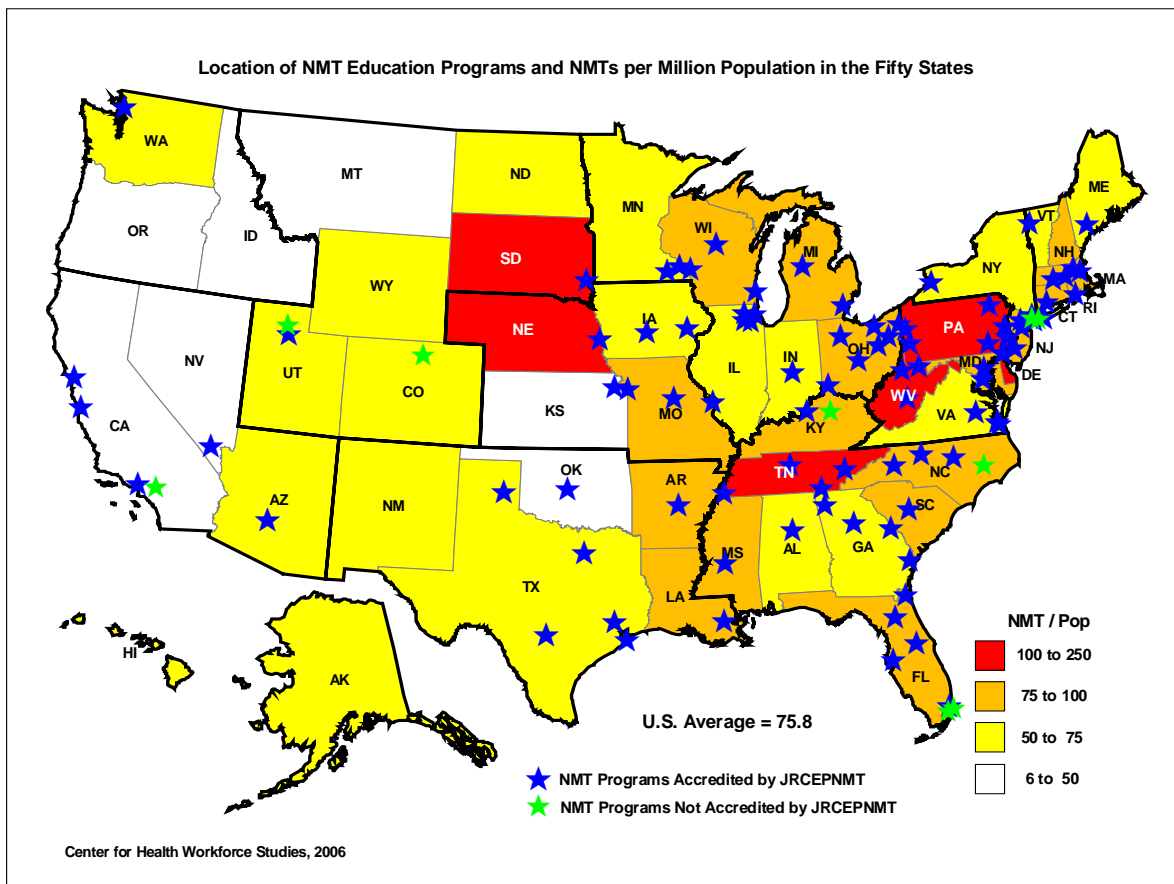 Location of NMT Education Programs and NMTs per Million Population in the Fifty States
WA
MT
ND
MN
ME
VT
OR
ID
SD
WI
MI
NH
NY
MA
WY
RI
CT
NE
IA
PA
NJ
NV
UT
CO
IL
IN
OH
MD
DE
CA
KS
MO
WV
VA
KY
AZ
NM
OK
AR
TN
NC
SC
MS
AL
GA
TX
LA
HI
AK
FL
NMT / Pop
100 to 250
75 to 100
50 to 75
6 to 50
U.S. Average = 75.8
NMT Programs Accredited by JRCEPNMT
NMT Programs Not Accredited by JRCEPNMT
Center for Health Workforce Studies, 2006